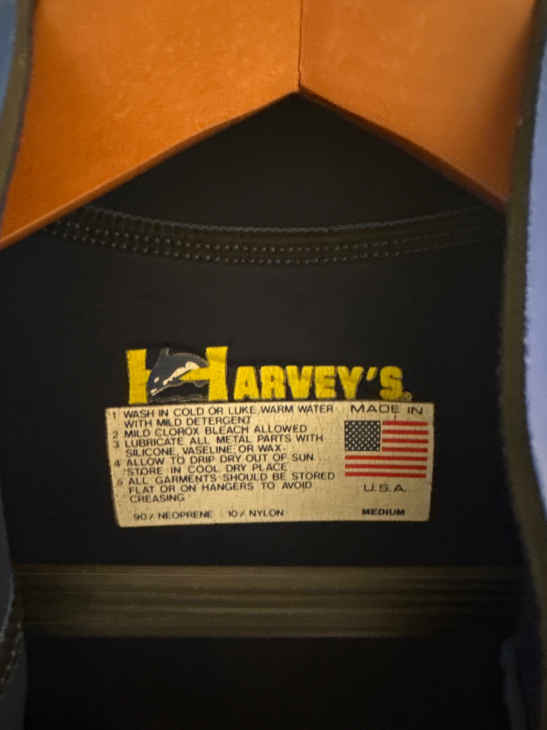 HARVEY'S®
1 WASH IN COLD OR LUKE WARM WATER
WITH MILD DETERGENT
2 MILD CLOROX BLEACH ALLOWED
3 LUBRICATE ALL METAL PARTS WITH
SILICONE, VASELINE OR WAX-
4 ALLOW TO DRIP DRY OUT OF SUN
STORE IN COOL DRY PLACE
5 ALL GARMENTS SHOULD BE STORED
FLAT OR ON HANGERS TO AVOID
CREASING
90% NEOPRENE 10% NYLON
MADE IN
U.S.A.
MEDIUM